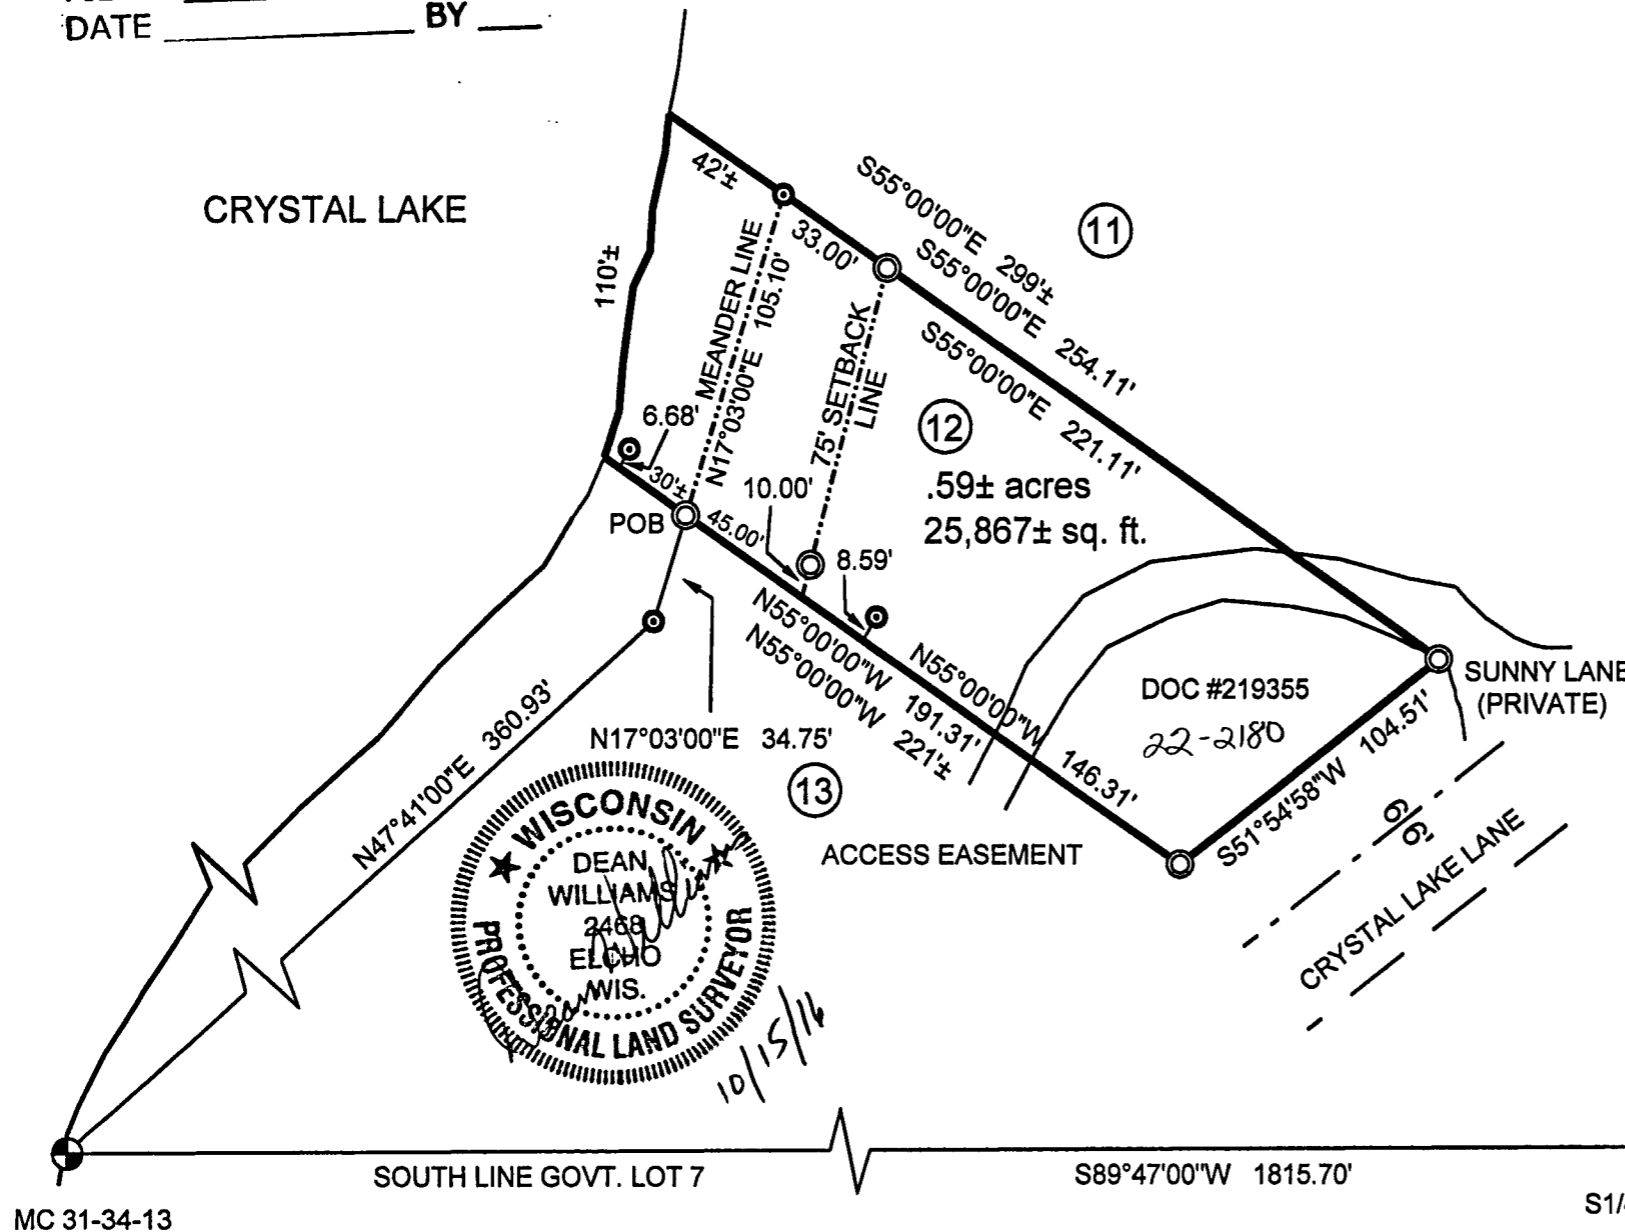 DATE ________ BY ___
CRYSTAL LAKE
42'±
33.00'
S55°00'00"E 299'±
S55°00'00"E 254.11'
S55°00'00"E 221.11'
11
110'±
MEANDER LINE
N17°03'00"E 105.10'
75' SETBACK
LINE
12
.59± acres
25,867± sq. ft.
6.68'
30'±
10.00'
POB
45.00'
8.59'
N55°00'00"W 191.31'
N55°00'00"W 221'±
N55°00'00"W 146.31'
DOC #219355
22-2180
SUNNY LANE
(PRIVATE)
S51°54'58"W 104.51'
66
CRYSTAL LAKE LANE
N47°41'00"E 360.93'
N17°03'00"E 34.75'
13
ACCESS EASEMENT
WISCONSIN
DEAN
WILLIAMS
2468
ELCHO
WIS.
PROFESSIONAL LAND SURVEYOR
10/15/16
SOUTH LINE GOVT. LOT 7
S89°47'00"W 1815.70'
MC 31-34-13
S1/